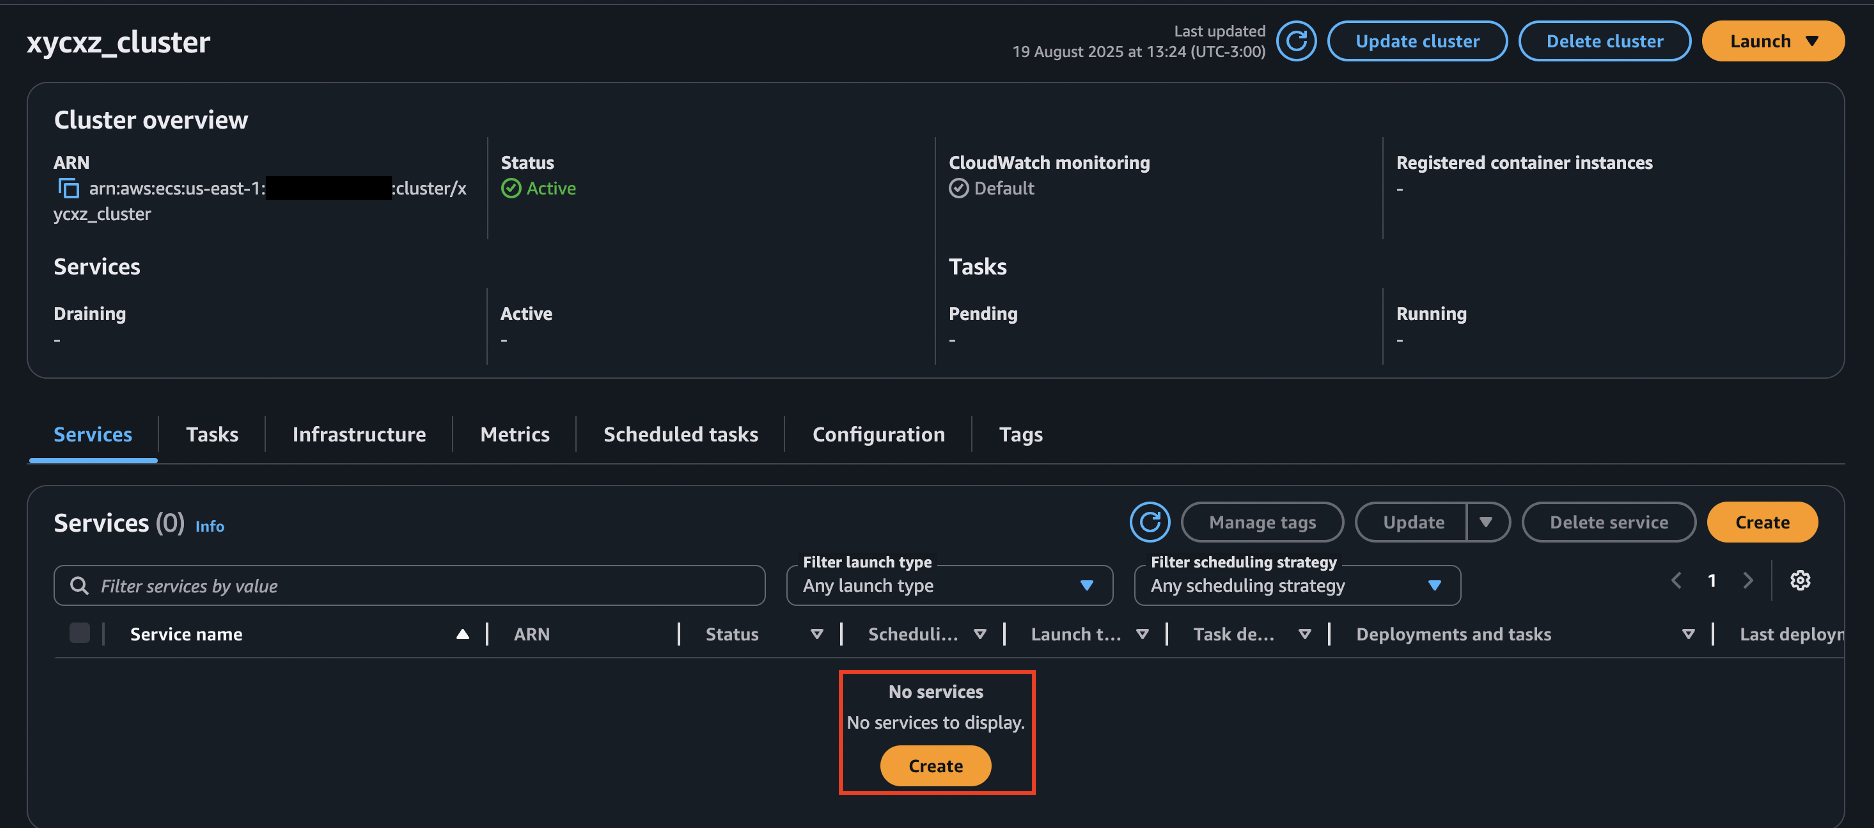 xycxz_cluster
Last updated
19 August 2025 at 13:24 (UTC-3:00)
Update cluster
Delete cluster
Launch
Cluster overview
ARN
arn:aws:ecs:us-east-1: :cluster/x
ycxz_cluster
Status
Active
CloudWatch monitoring
Default
Registered container instances
-
Services
Tasks
Draining
-
Active
-
Pending
-
Running
-
Services
Tasks
Infrastructure
Metrics
Scheduled tasks
Configuration
Tags
Services (0) Info
Manage tags
Update
Delete service
Create
Filter services by value
Filter launch type
Any launch type
Filter scheduling strategy
Any scheduling strategy
1
Service name
ARN
Status
Scheduli...
Launch t...
Task de...
Deployments and tasks
Last deployn
No services
No services to display.
Create